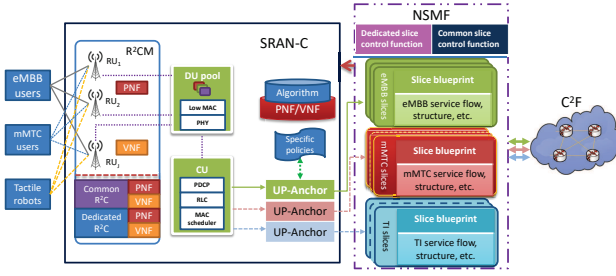 NSMF
SRAN-C
Dedicated slice
control function
Common slice
control function
R²CM
RU₁
RU₂
RUⱼ
PNF
VNF
eMBB
users
mMTC
users
Tactile
robots
Common
R²C
PNF
VNF
Dedicated
R²C
PNF
VNF
DU pool
Low MAC
PHY
CU
PDCP
RLC
MAC
scheduler
Algorithm
PNF/VNF
Specific
policies
UP-Anchor
UP-Anchor
UP-Anchor
eMBB slices
Slice blueprint
eMBB service flow,
structure, etc.
mMTC slices
Slice blueprint
mMTC service flow,
structure, etc.
TI slices
Slice blueprint
TI service flow,
structure, etc.
C²F